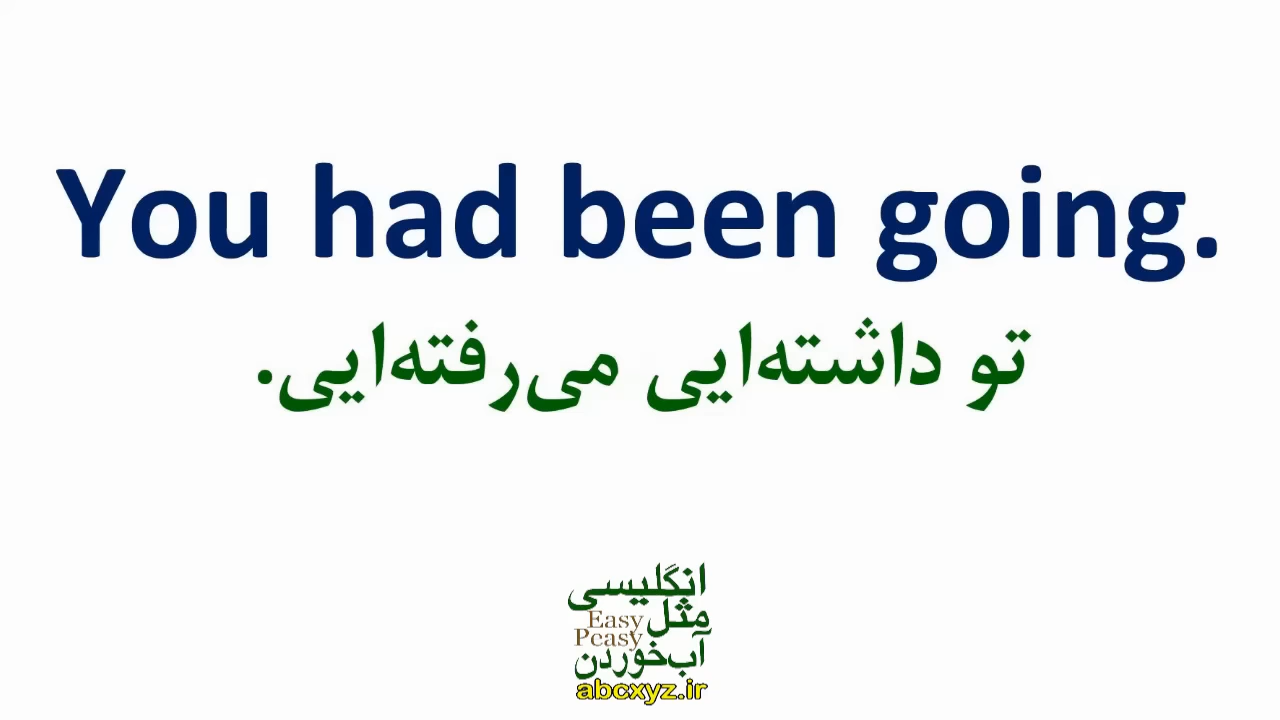 You had been going.
تو داشته‌ایی می‌رفته‌ایی.
انگلیسی
مثل
Easy
Peasy
آب‌خوردن
abcxyz.ir